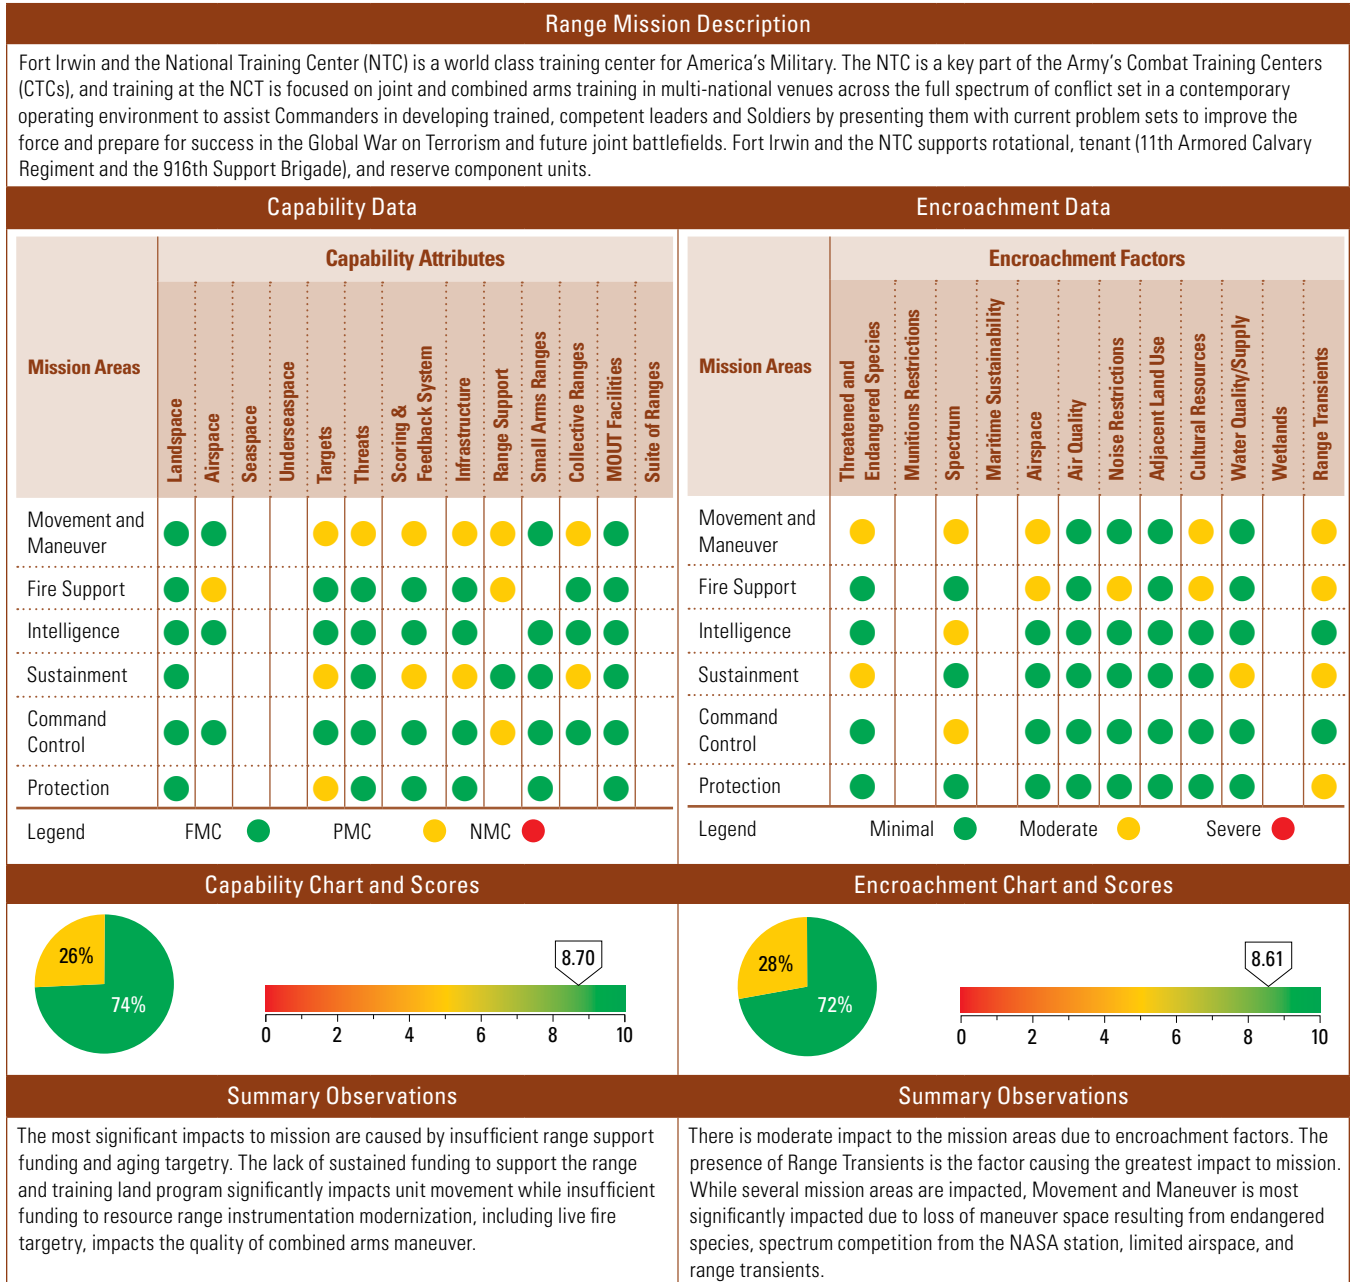 Range Mission Description
Fort Irwin and the National Training Center (NTC) is a world class training center for America's Military. The NTC is a key part of the Army's Combat Training Centers
(CTCs), and training at the NCT is focused on joint and combined arms training in multi-national venues across the full spectrum of conflict set in a contemporary
operating environment to assist Commanders in developing trained, competent leaders and Soldiers by presenting them with current problem sets to improve the
force and prepare for success in the Global War on Terrorism and future joint battlefields. Fort Irwin and the NTC supports rotational, tenant (11th Armored Calvary
Regiment and the 916th Support Brigade), and reserve component units.
Capability Data
Mission Areas
Capability Attributes
Landspace
Airspace
Seaspace
Underseaspace
Targets
Threats
Scoring &
Feedback System
Infrastructure
Range Support
Small Arms Ranges
Collective Ranges
MOUT Facilities
Suite of Ranges
Movement and
Maneuver
Fire Support
Intelligence
Sustainment
Command
Control
Protection
Legend FMC PMC NMC
Encroachment Data
Mission Areas
Encroachment Factors
Threatened and
Endangered Species
Munitions Restrictions
Spectrum
Maritime Sustainability
Airspace
Air Quality
Noise Restrictions
Adjacent Land Use
Cultural Resources
Water Quality/Supply
Wetlands
Range Transients
Movement and
Maneuver
Fire Support
Intelligence
Sustainment
Command
Control
Protection
Legend Minimal Moderate Severe
Capability Chart and Scores
26%
74%
8.70
0 2 4 6 8 10
Encroachment Chart and Scores
28%
72%
8.61
0 2 4 6 8 10
Summary Observations
The most significant impacts to mission are caused by insufficient range support
funding and aging targetry. The lack of sustained funding to support the range
and training land program significantly impacts unit movement while insufficient
funding to resource range instrumentation modernization, including live fire
targetry, impacts the quality of combined arms maneuver.
Summary Observations
There is moderate impact to the mission areas due to encroachment factors. The
presence of Range Transients is the factor causing the greatest impact to mission.
While several mission areas are impacted, Movement and Maneuver is most
significantly impacted due to loss of maneuver space resulting from endangered
species, spectrum competition from the NASA station, limited airspace, and
range transients.